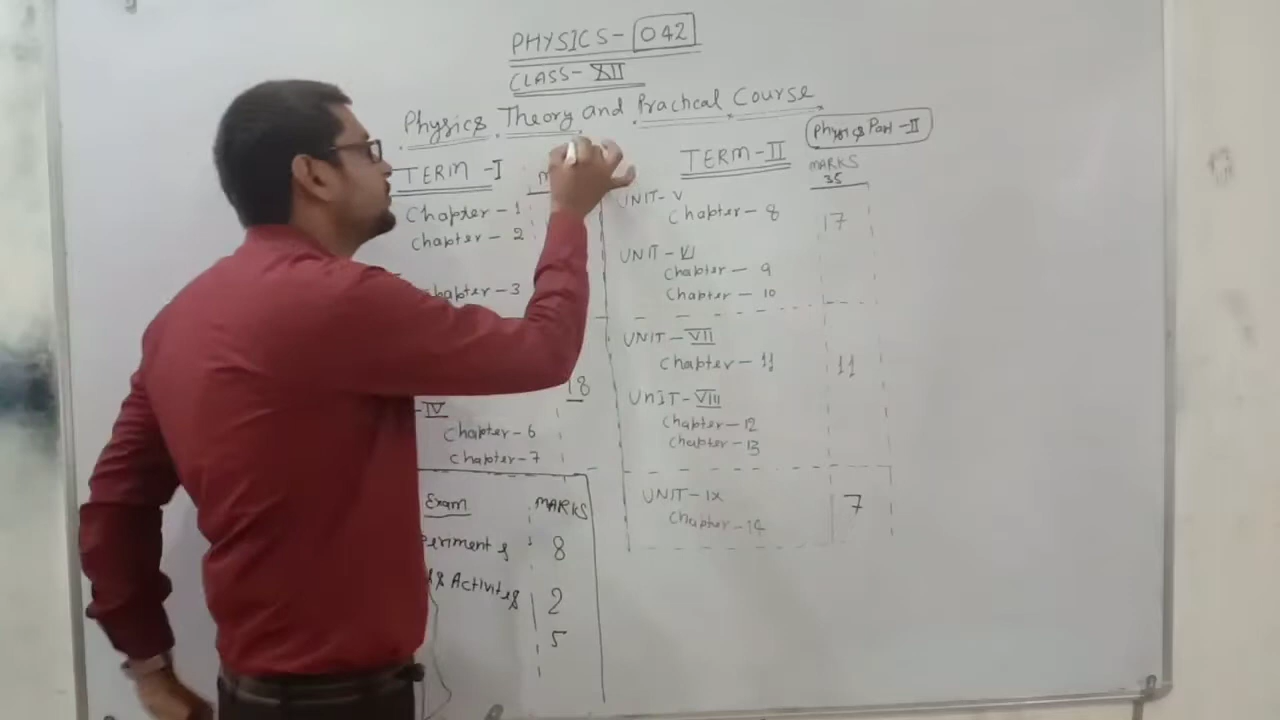 PHYSICS- 042
CLASS- XII
Physics Theory and Practical Course
TERM -I
Chapter - 1
Chapter - 2
Chapter - 3
18
IV
Chapter - 6
Chapter - 7
Exam MARKS
8
& Activites 2
5
Physics Part -II
TERM - II MARKS
35
UNIT- V
Chapter - 8 17
UNIT - VI
Chapter - 9
Chapter - 10
UNIT - VII
Chapter - 11 11
UNIT - VIII
Chapter - 12
Chapter - 13
UNIT - IX 7
Chapter - 14